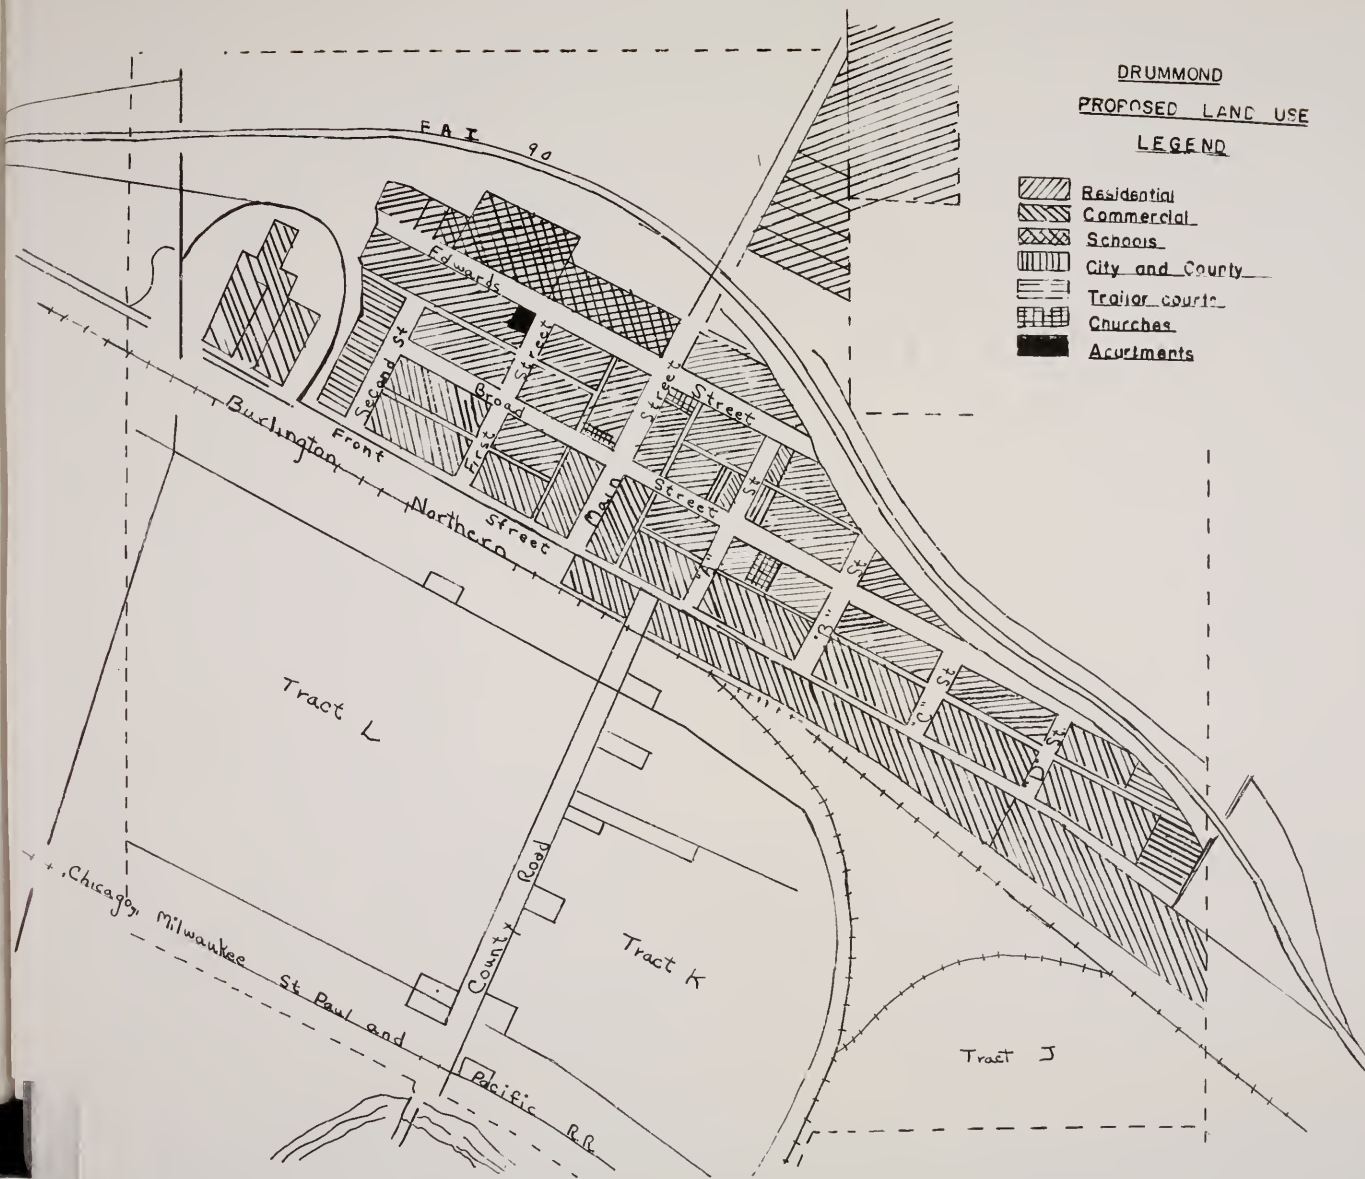 DRUMMOND
PROPOSED LAND USE
LEGEND
Residential
Commercial
Schools
City and County
Trailor courts
Churches
Apartments
F A I 90
Edwards Street
Second St
First Street
Broad Street
Main Street
Front Street
"A" St
"B" St
"C" St
"D" St
Burlington Northern
Tract L
County Road
Tract K
Tract J
Chicago, Milwaukee St Paul and Pacific R.R.